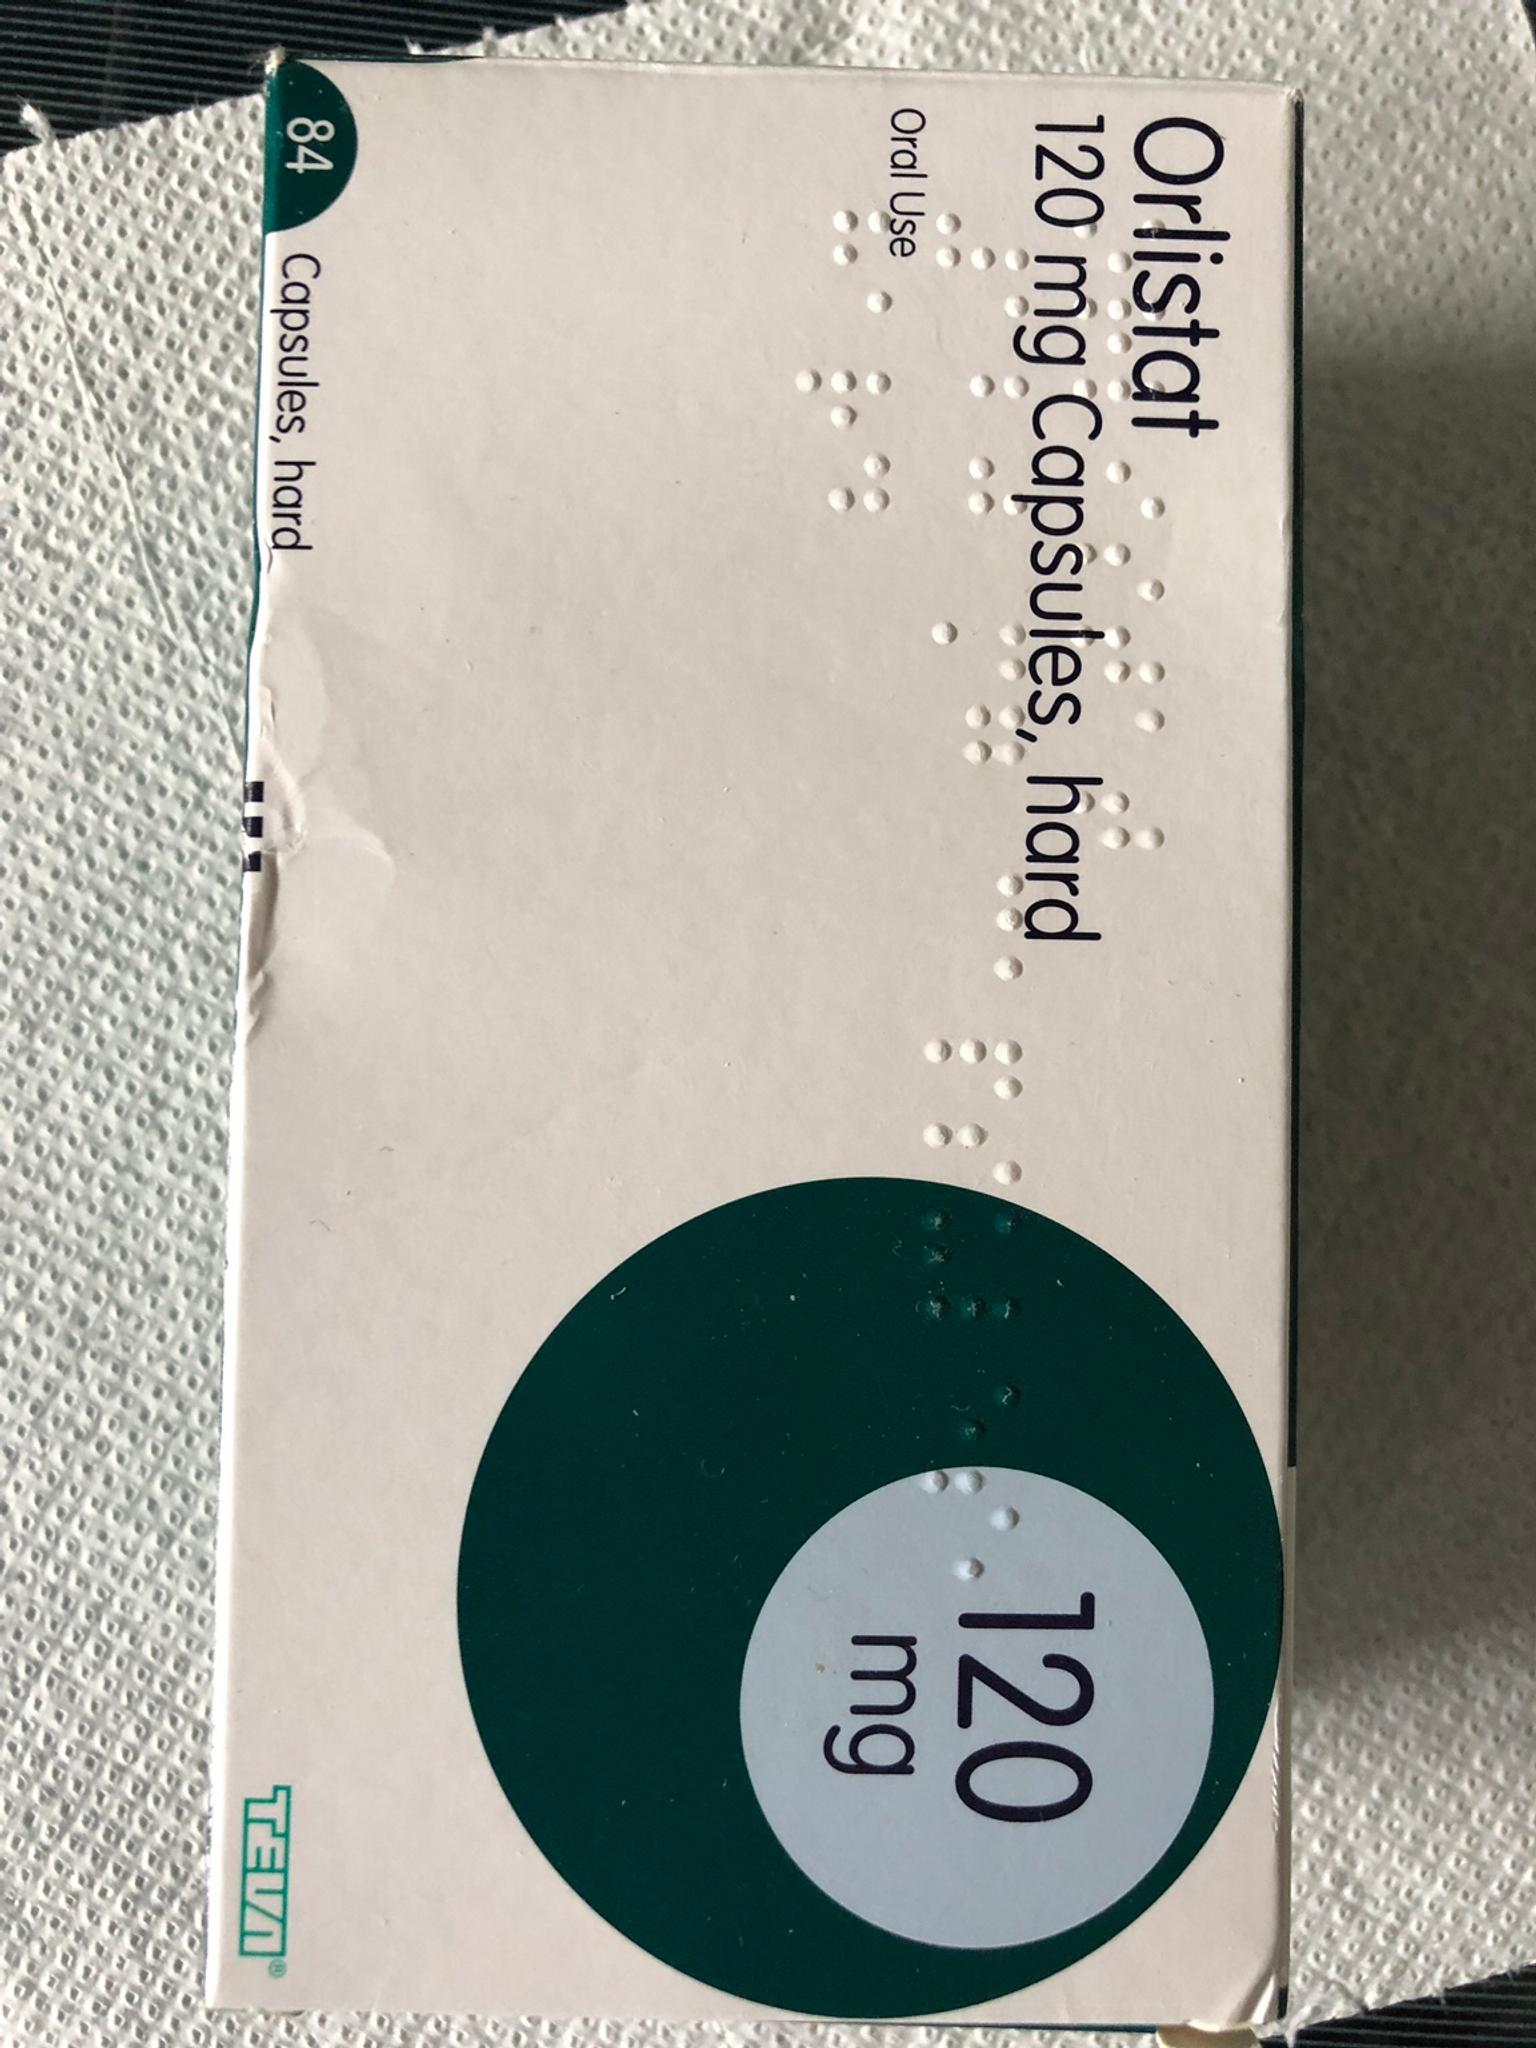 Orlistat
120 mg Capsules, hard
Oral Use
120
mg
84 Capsules, hard
TEVA®